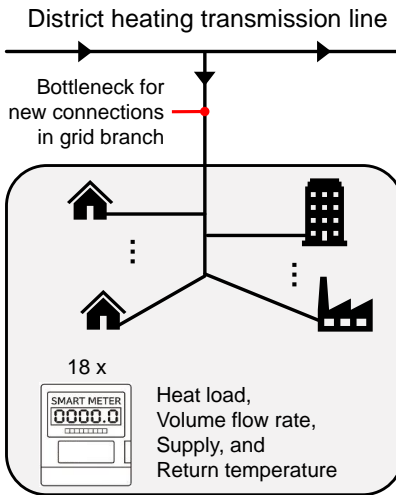 District heating transmission line
Bottleneck for
new connections
in grid branch
18 x
SMART METER
0000.0
Heat load,
Volume flow rate,
Supply, and
Return temperature